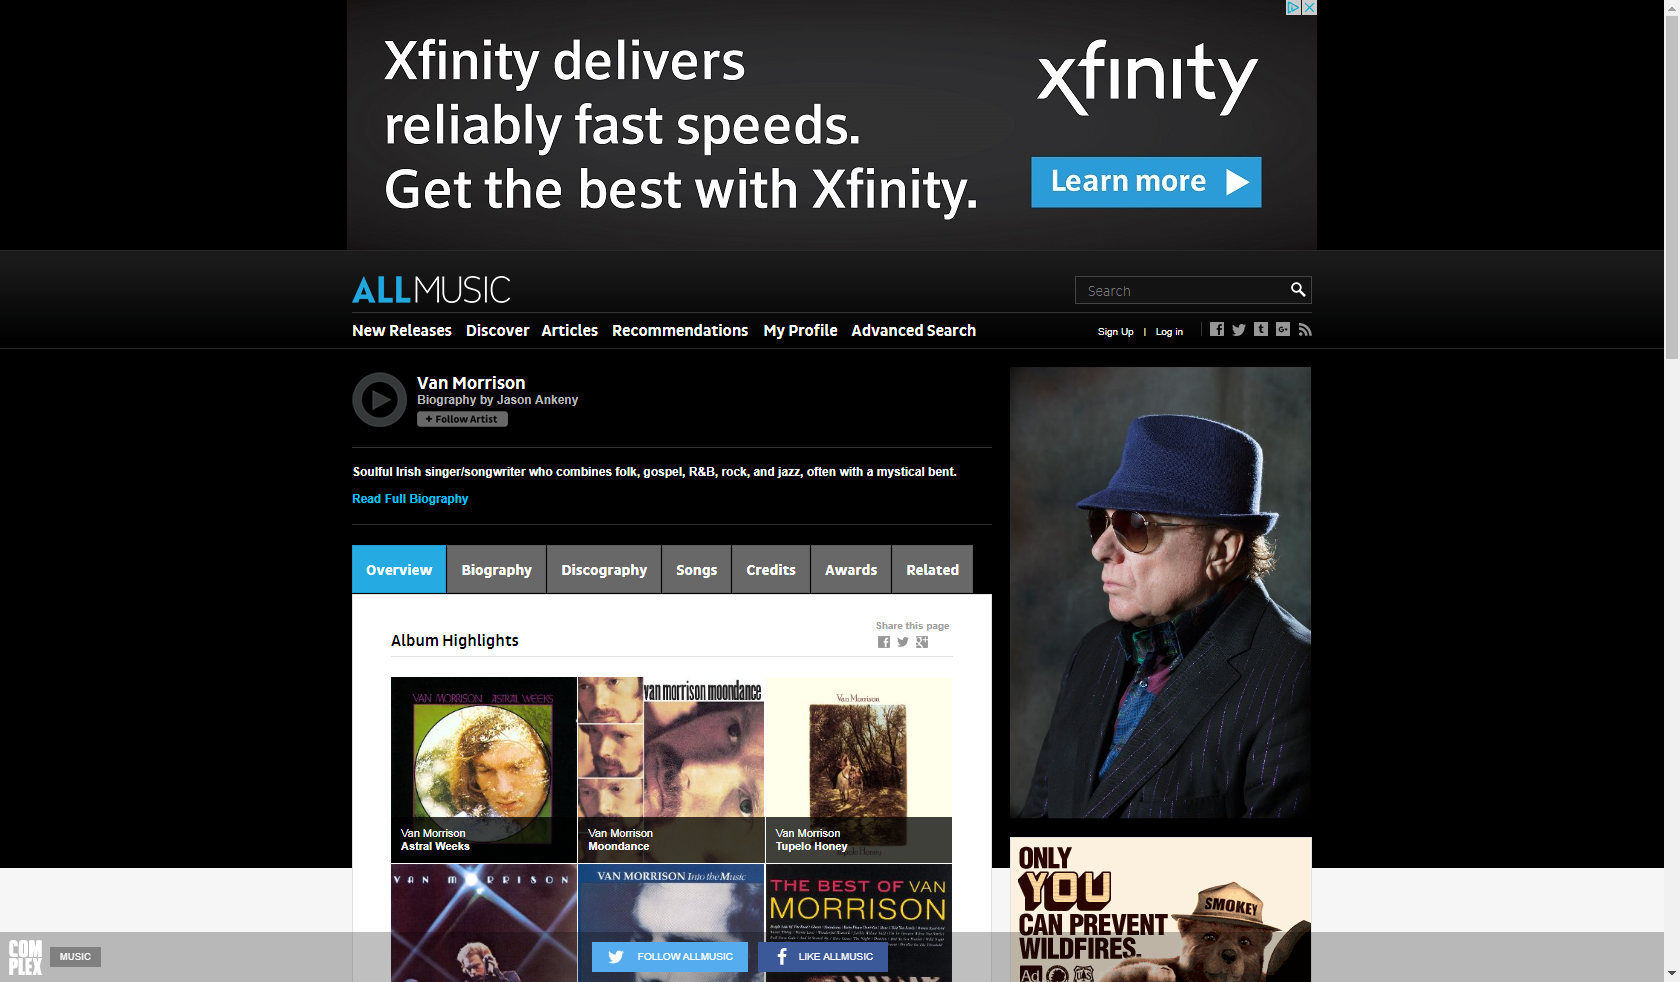 Xfinity delivers
reliably fast speeds.
Get the best with Xfinity.
xfinity
Learn more
ALLMUSIC
Search
New Releases Discover Articles Recommendations My Profile Advanced Search
Sign Up | Log in
Van Morrison
Biography by Jason Ankeny
+ Follow Artist
Soulful Irish singer/songwriter who combines folk, gospel, R&B, rock, and jazz, often with a mystical bent.
Read Full Biography
Overview Biography Discography Songs Credits Awards Related
Album Highlights
Share this page
VAN MORRISON ASTRAL WEEKS
van morrison moondance
Van Morrison
Van Morrison
Astral Weeks
Van Morrison
Moondance
Van Morrison
Tupelo Honey
Tupelo Honey
VAN MORRISON
VAN MORRISON Into the Music
THE BEST OF VAN
MORRISON
ONLY
YOU
CAN PREVENT
WILDFIRES.
SMOKEY
Ad
COM
PLEX
MUSIC
FOLLOW ALLMUSIC
LIKE ALLMUSIC